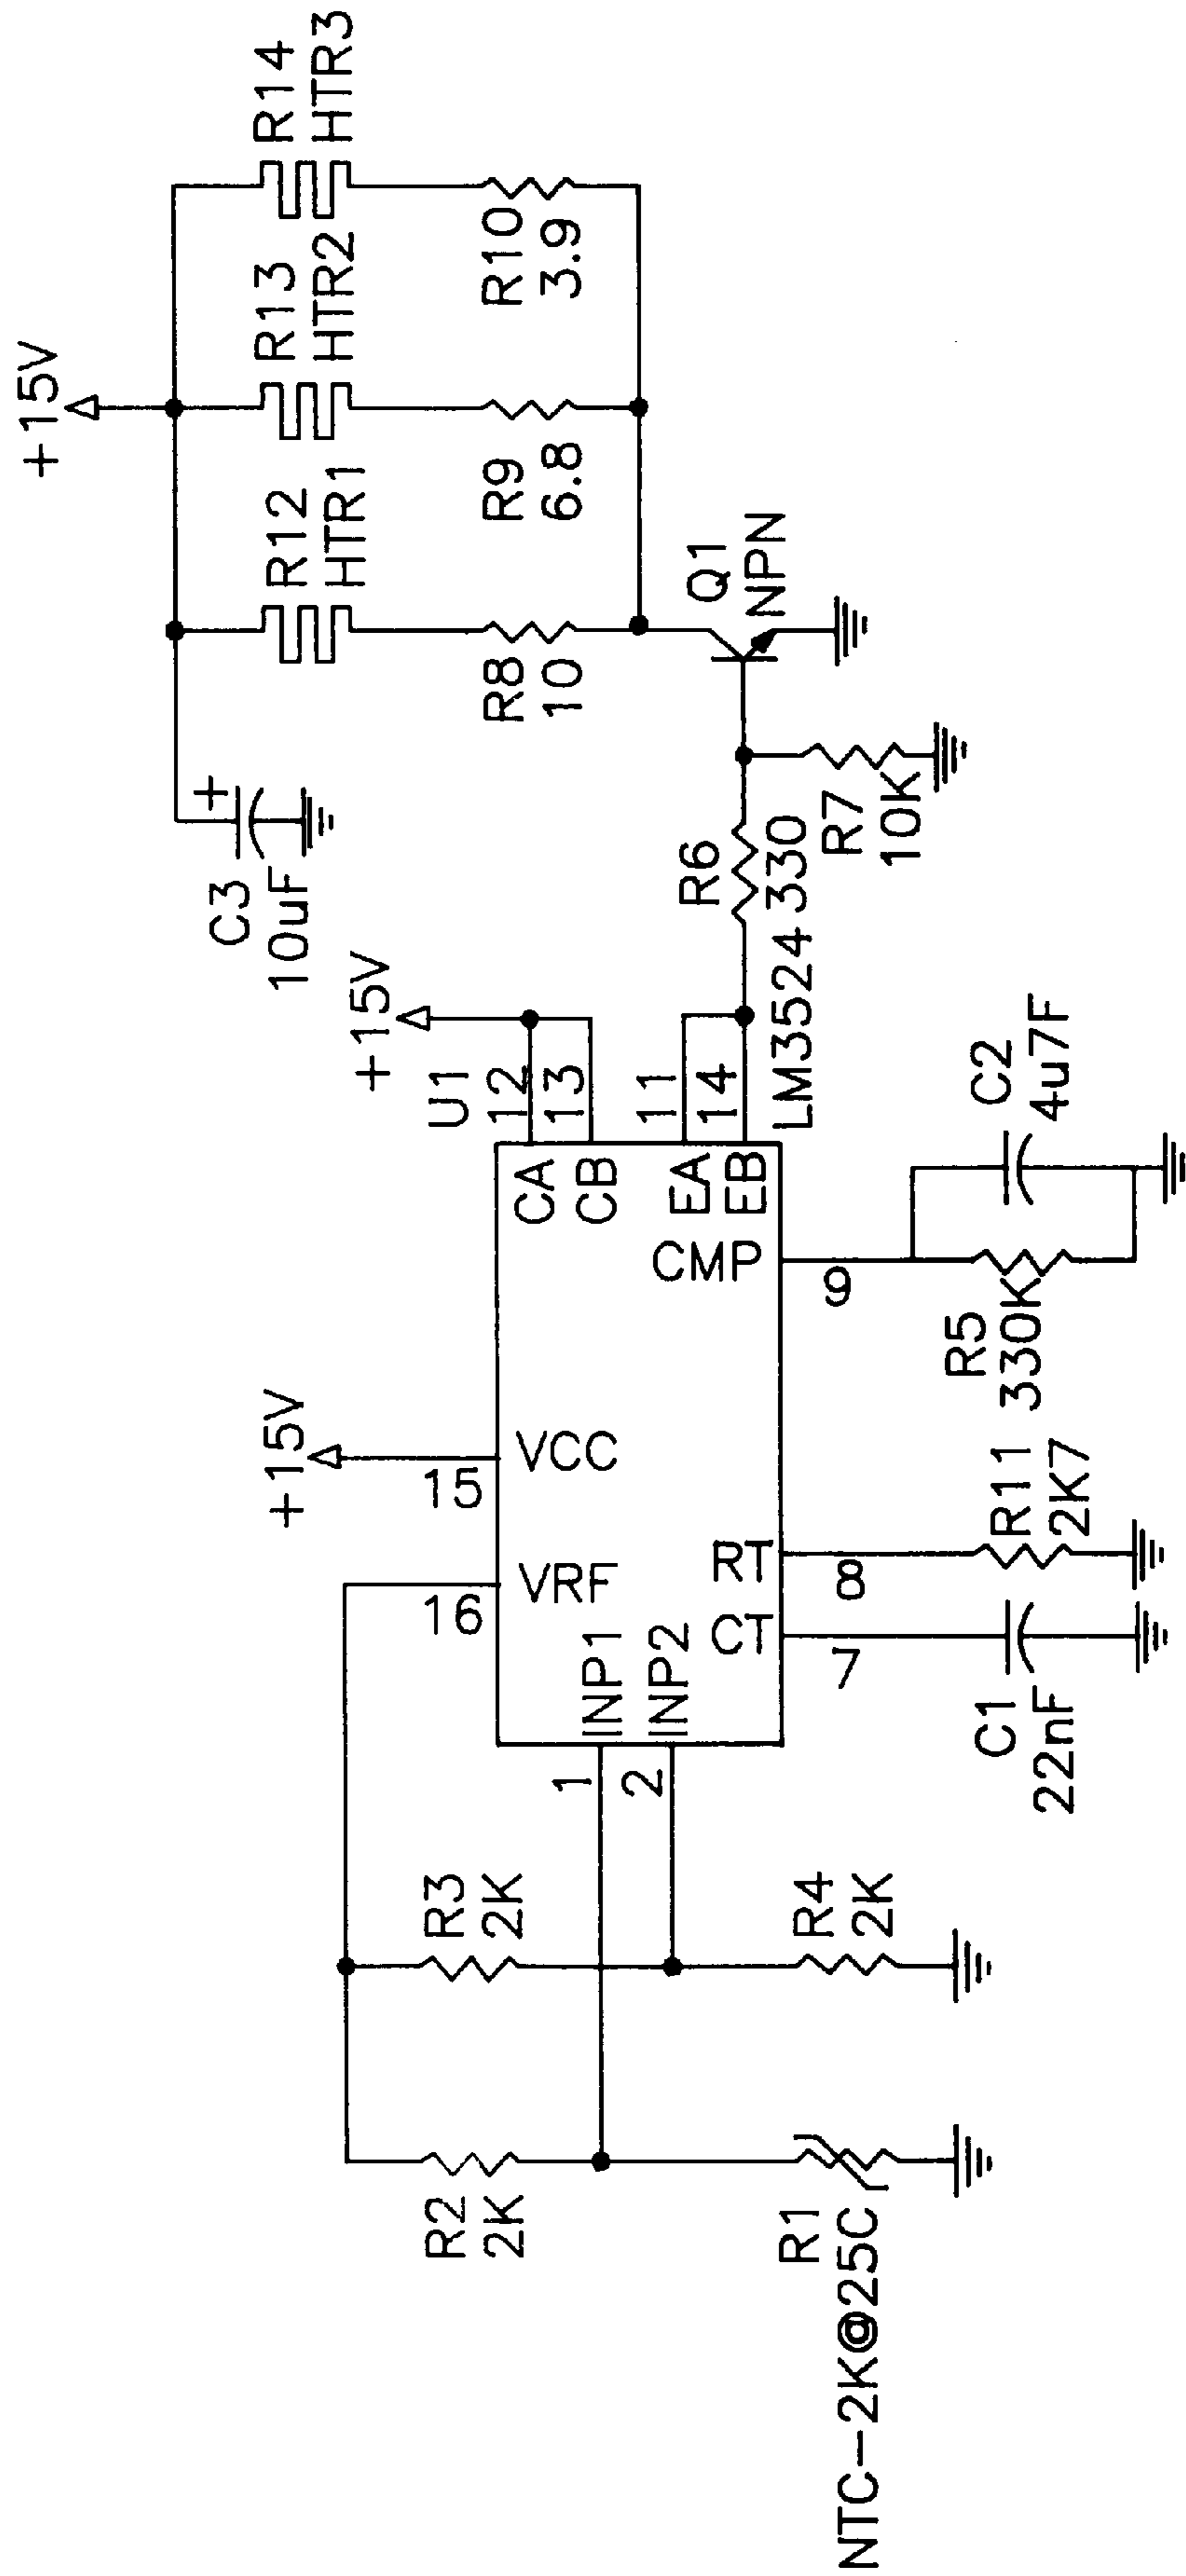 +15V
R14
HTR3
R13
HTR2
R12
HTR1
R10
3.9
R9
6.8
R8
10
Q1
NPN
C3
10uF
+
R6
330
R7
10K
+15V
U1
12
13
11
14
LM3524
CA
CB
EA
EB
CMP
9
C2
4u7F
R5
330K
+15V
15
VCC
16
VRF
RT
8
R11
2K7
CT
7
C1
22nF
INP1
INP2
1
2
R3
2K
R4
2K
R2
2K
R1
NTC-2K@25C